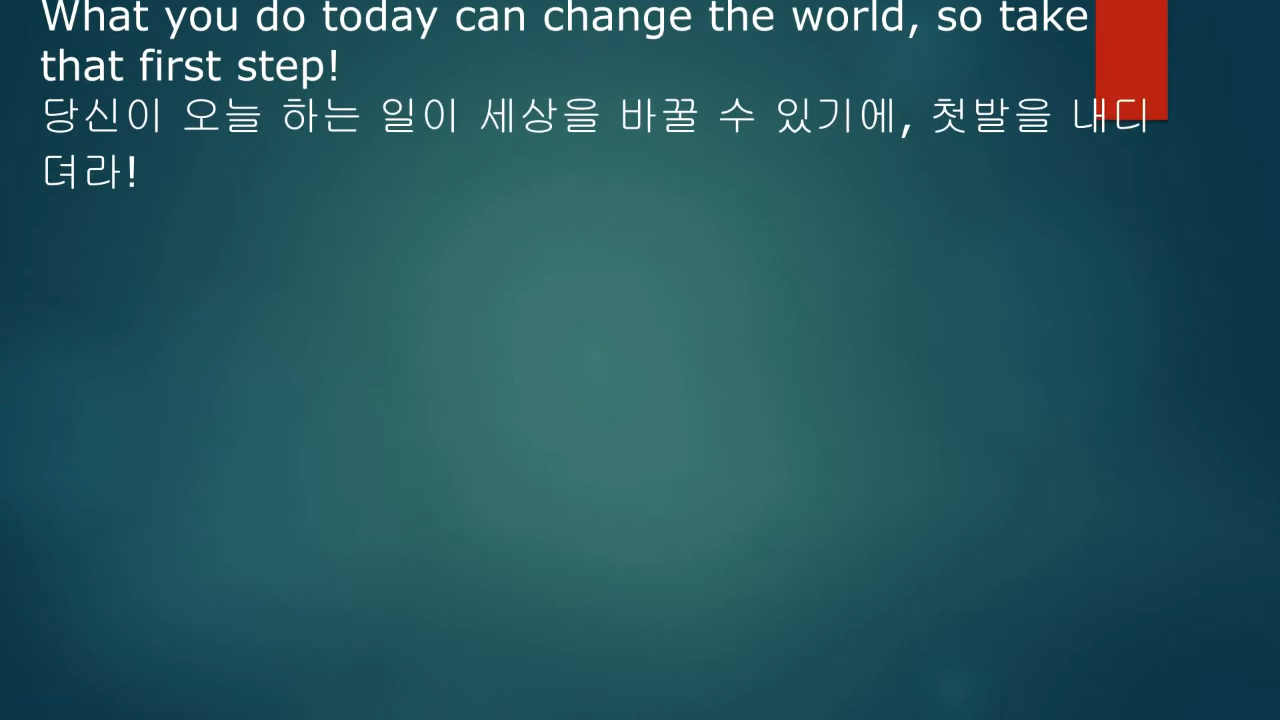 What you do today can change the world, so take
that first step!
당신이 오늘 하는 일이 세상을 바꿀 수 있기에, 첫발을 내디
뎌라!